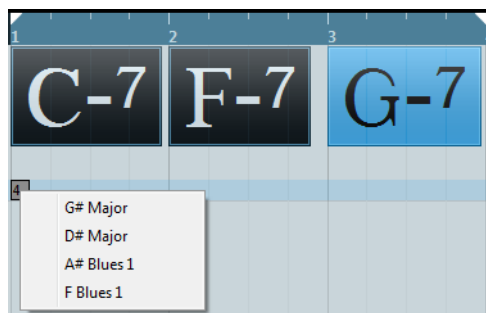 1 2 3
C-7 F-7 G-7
4
G# Major
D# Major
A# Blues 1
F Blues 1